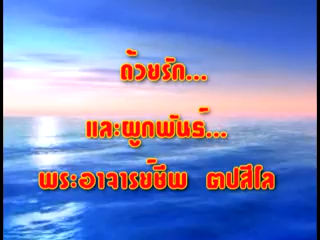 ด้วยรัก...
และผูกพันธ์...
พระอาจารย์ชีพ ตปสีโล